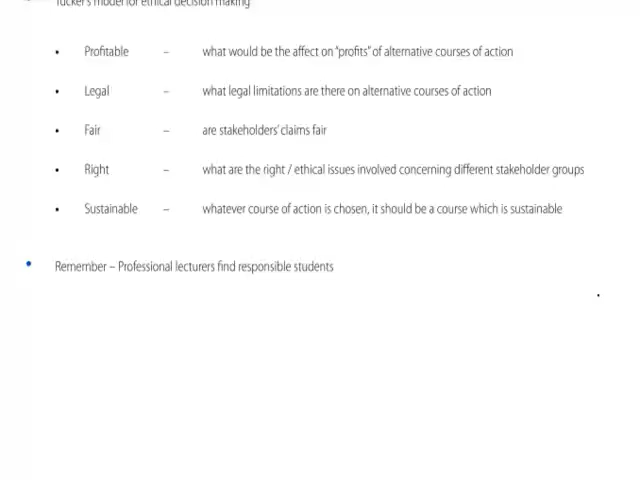 Tucker's model for ethical decision making
• Profitable – what would be the affect on "profits" of alternative courses of action
• Legal – what legal limitations are there on alternative courses of action
• Fair – are stakeholders' claims fair
• Right – what are the right / ethical issues involved concerning different stakeholder groups
• Sustainable – whatever course of action is chosen, it should be a course which is sustainable
• Remember – Professional lecturers find responsible students